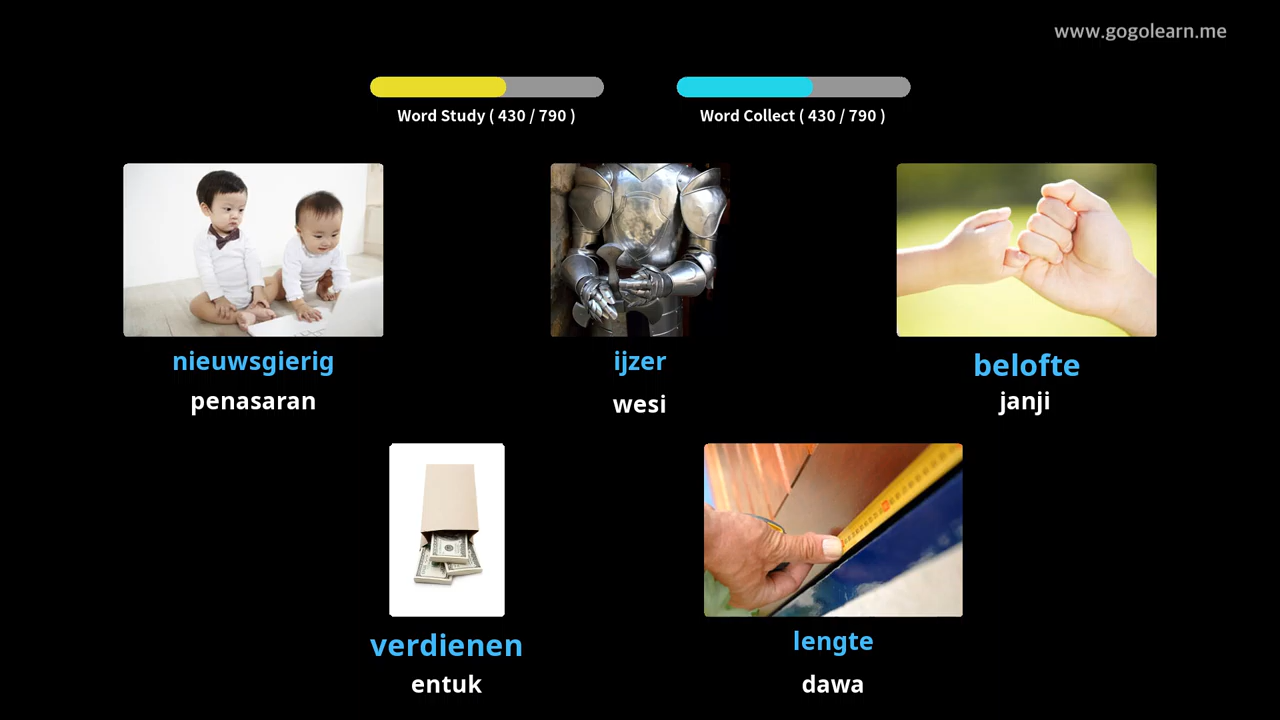 www.gogolearn.me
Word Study ( 430 / 790 )
Word Collect ( 430 / 790 )
nieuwsgierig
penasaran
ijzer
wesi
belofte
janji
verdienen
entuk
lengte
dawa